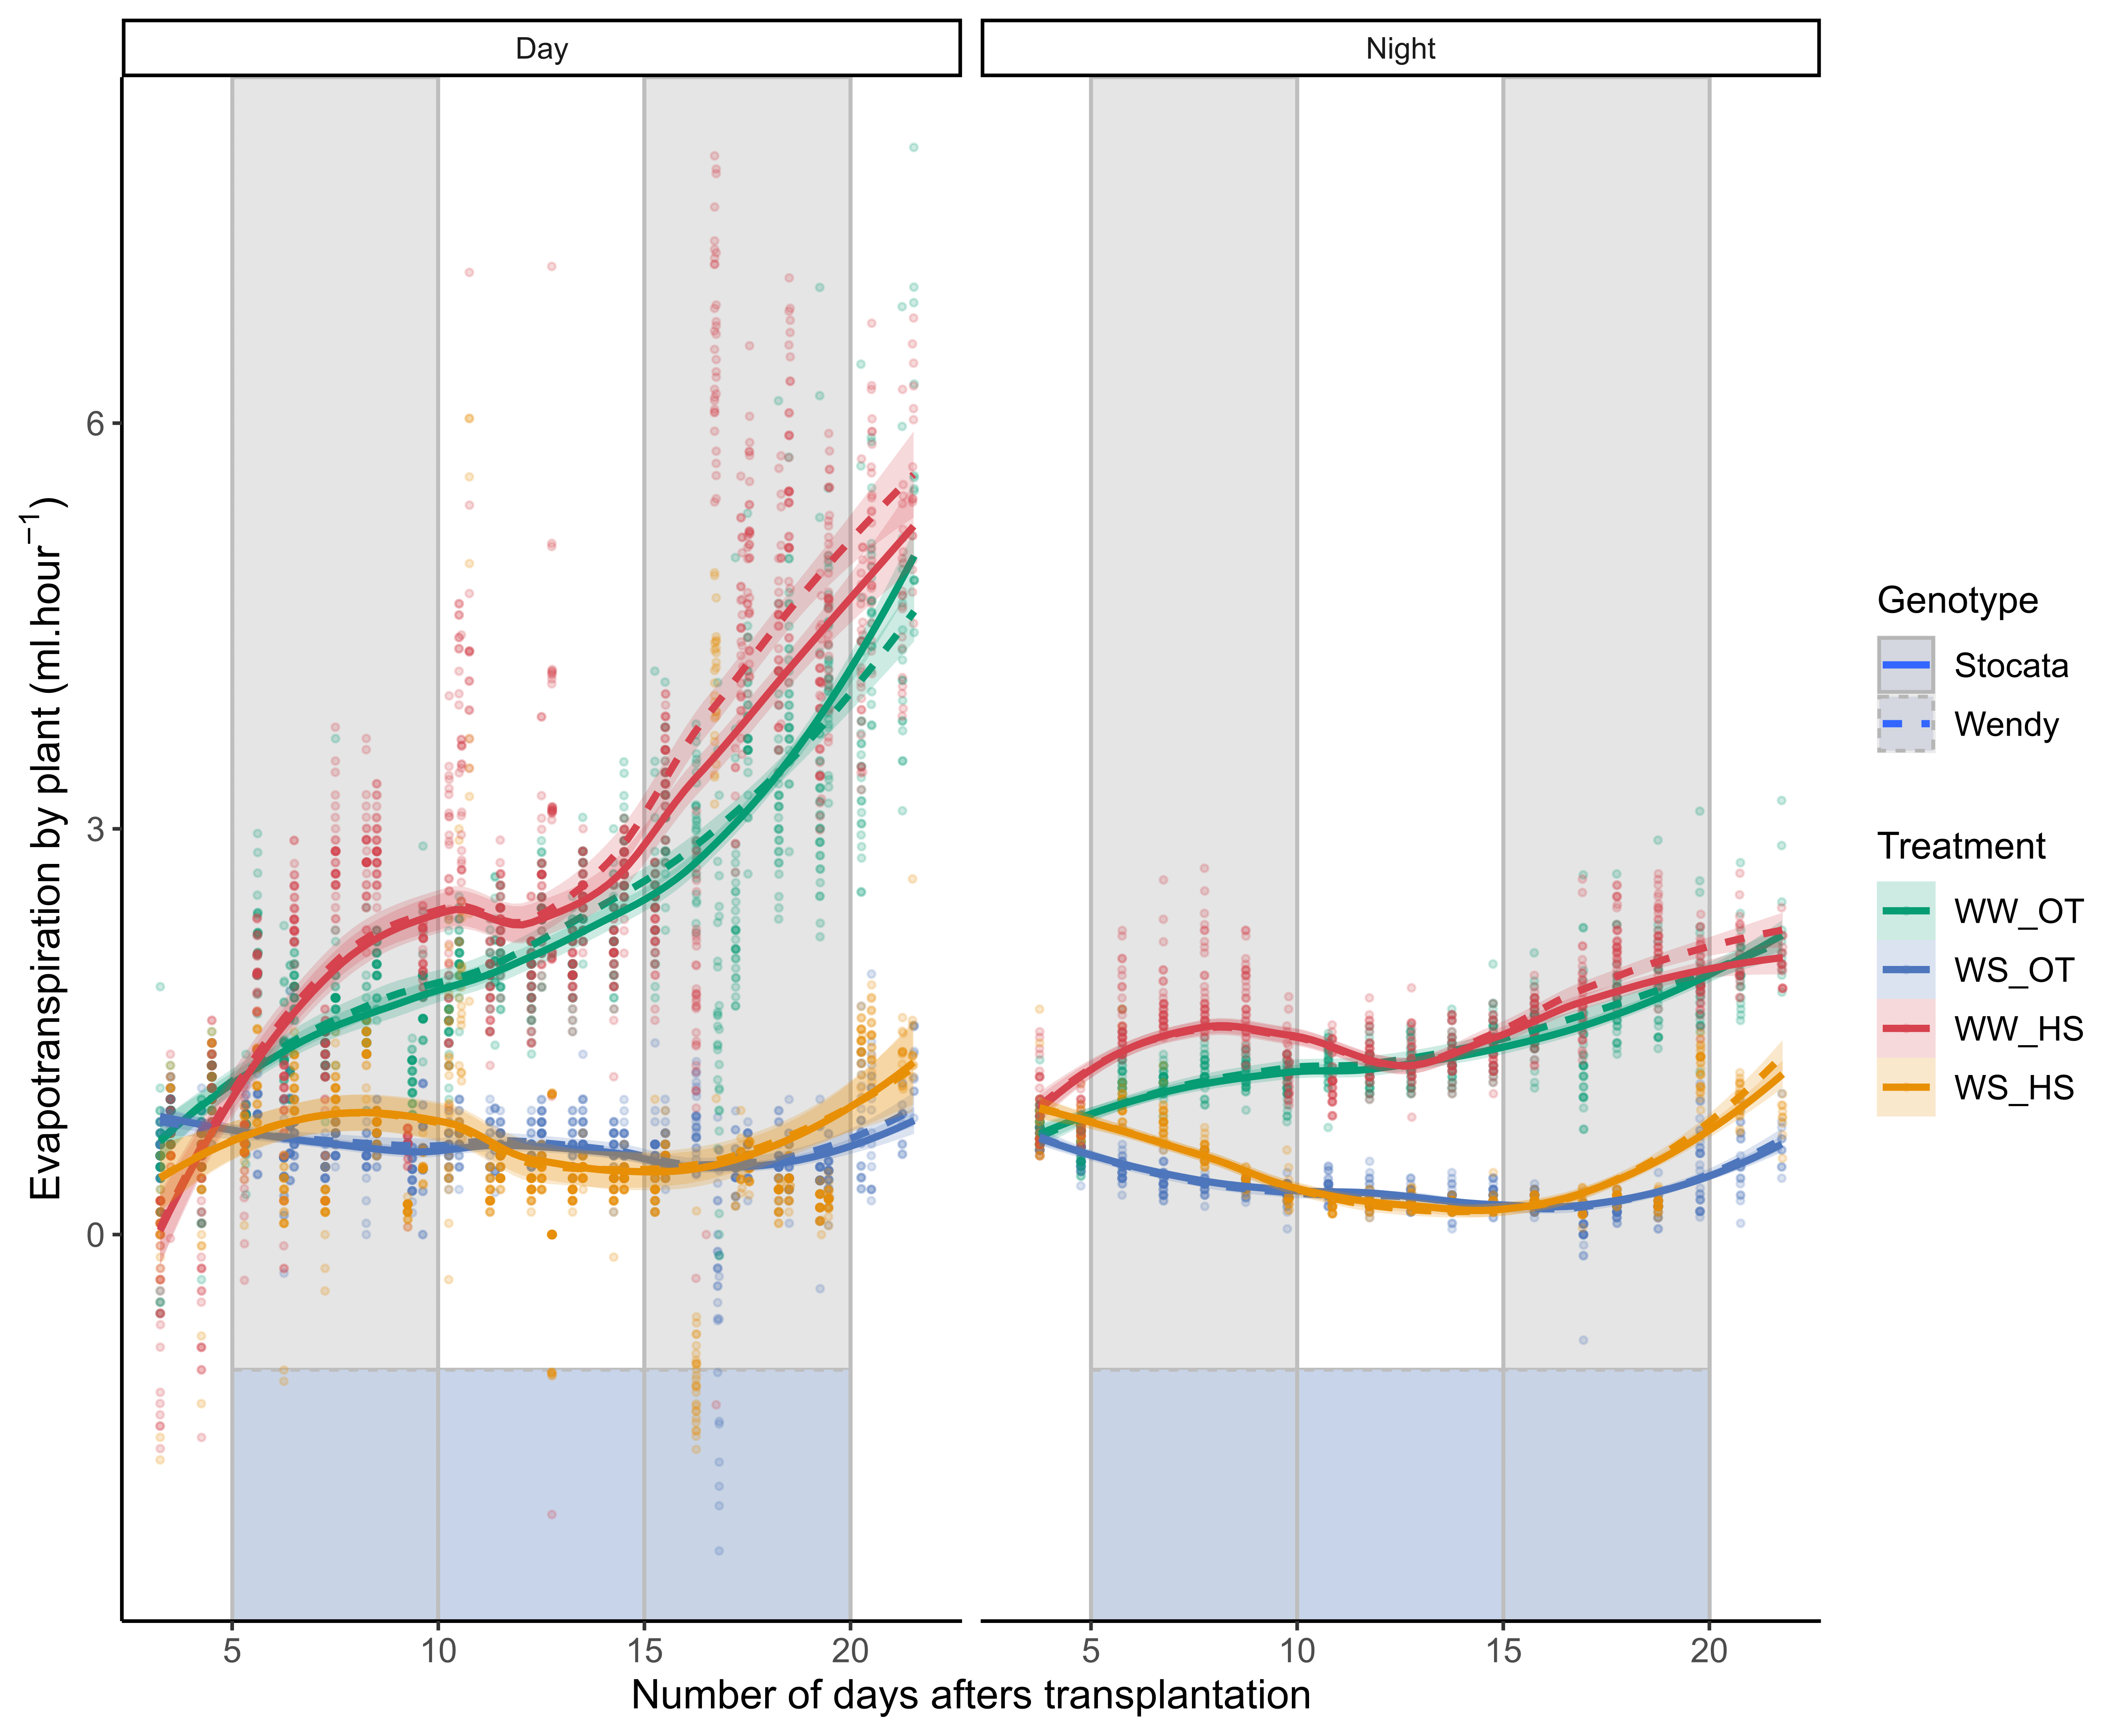 Day
Night
Evapotranspiration by plant (ml.hour⁻¹)
6
3
0
5 10 15 20
5 10 15 20
Number of days afters transplantation
Genotype
Stocata
Wendy
Treatment
WW_OT
WS_OT
WW_HS
WS_HS